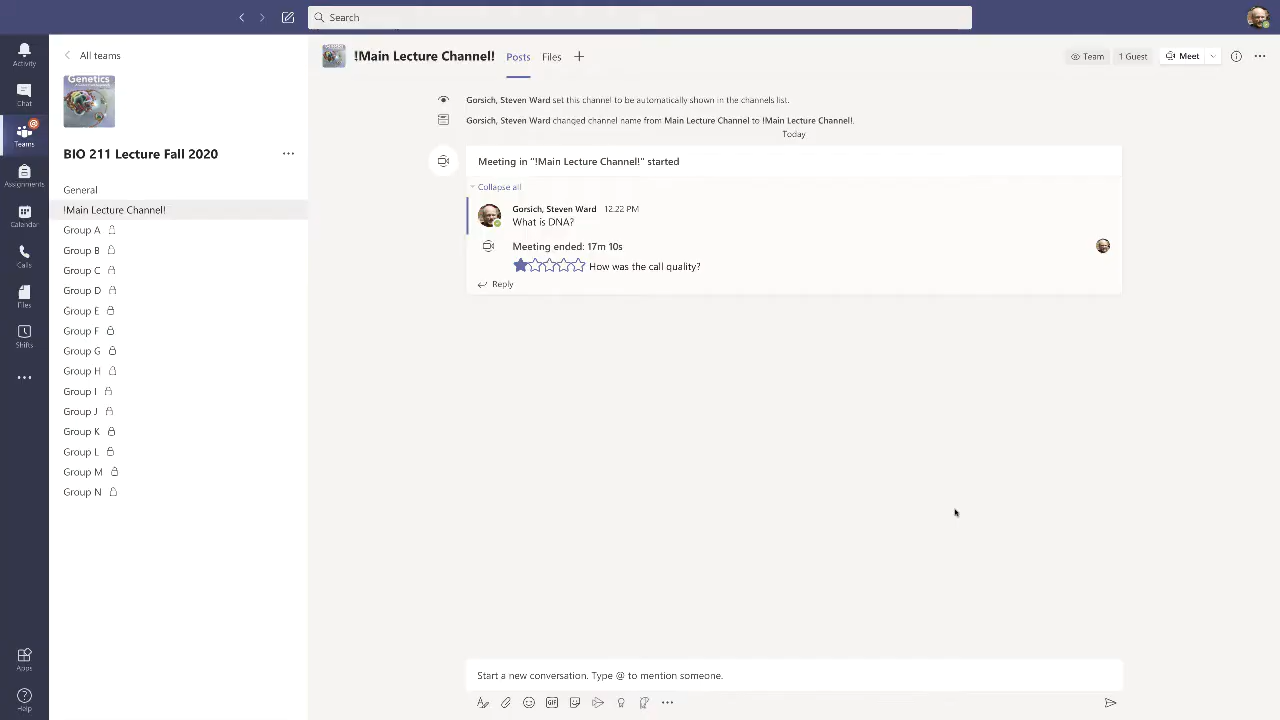 Search
Activity
Chat
Teams
Assignments
Calendar
Calls
Files
Shifts
Apps
Help
All teams
Genetics
BIO 211 Lecture Fall 2020
General
!Main Lecture Channel!
Group A
Group B
Group C
Group D
Group E
Group F
Group G
Group H
Group I
Group J
Group K
Group L
Group M
Group N
!Main Lecture Channel!
Posts
Files
Team
1 Guest
Meet
Gorsich, Steven Ward set this channel to be automatically shown in the channels list.
Gorsich, Steven Ward changed channel name from Main Lecture Channel to !Main Lecture Channel!.
Today
Meeting in "!Main Lecture Channel!" started
Collapse all
Gorsich, Steven Ward 12:22 PM
What is DNA?
Meeting ended: 17m 10s
How was the call quality?
Reply
Start a new conversation. Type @ to mention someone.
GIF